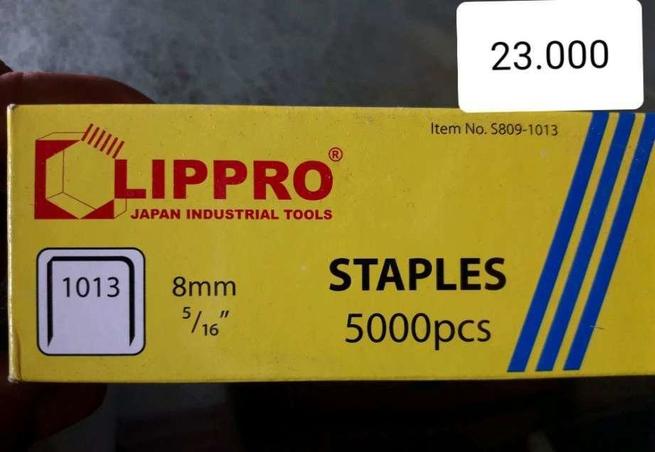 23.000
Item No. S809-1013
LIPPRO®
JAPAN INDUSTRIAL TOOLS
1013
8mm
5/16"
STAPLES
5000pcs